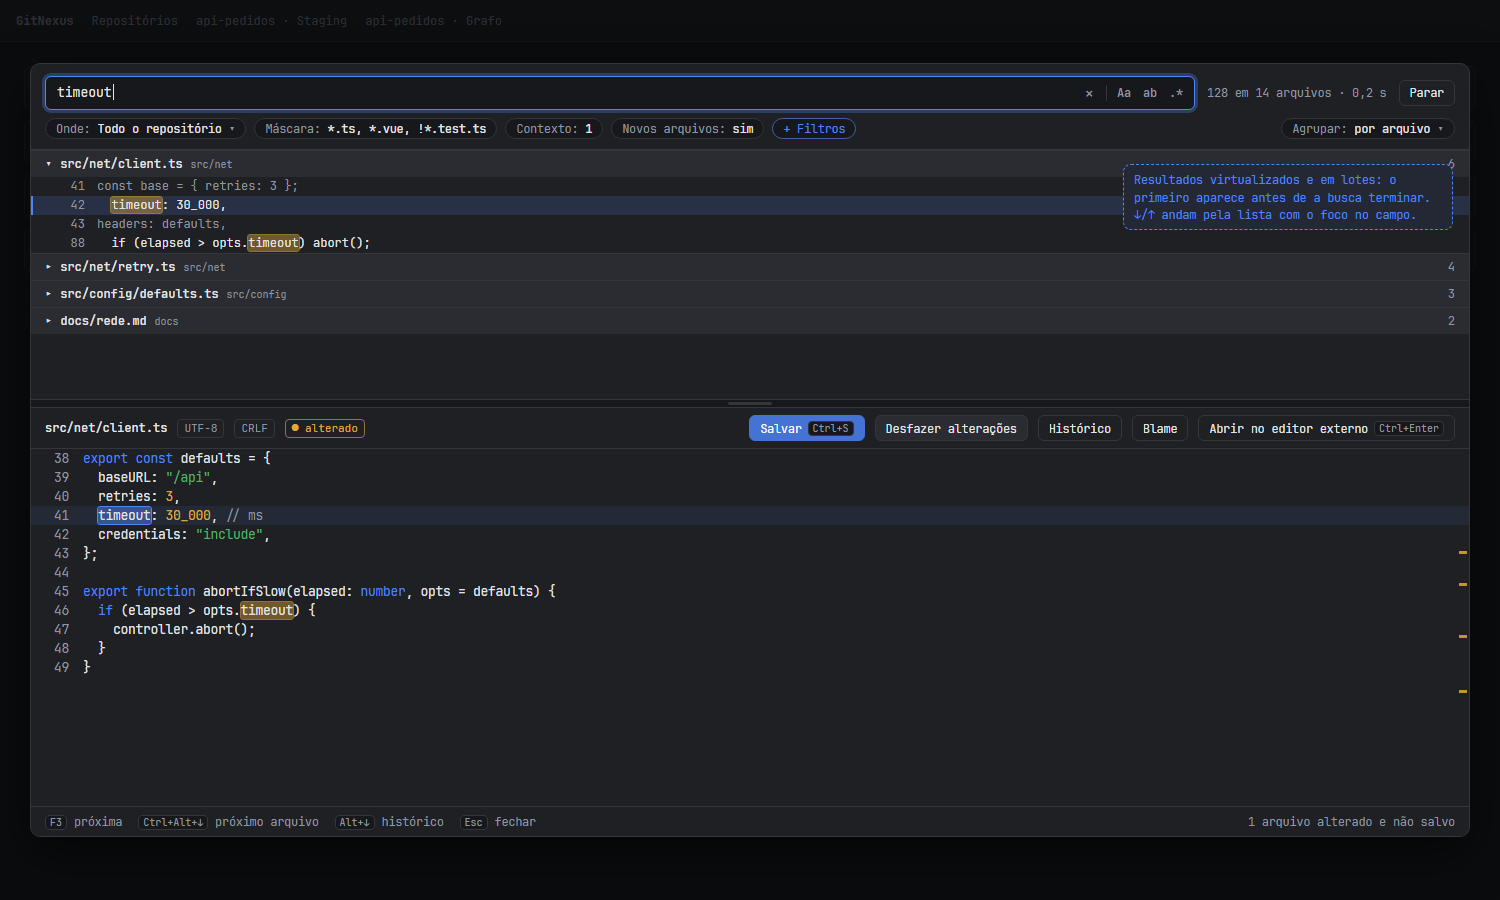 GitNexus Repositórios api-pedidos · Staging api-pedidos · Grafo
timeout × Aa ab .* 128 em 14 arquivos · 0,2 s Parar
Onde: Todo o repositório ▾ Máscara: *.ts, *.vue, !*.test.ts Contexto: 1 Novos arquivos: sim + Filtros Agrupar: por arquivo ▾
▾ src/net/client.ts src/net 6
41 const base = { retries: 3 };
42 timeout: 30_000,
43 headers: defaults,
88 if (elapsed > opts.timeout) abort();
Resultados virtualizados e em lotes: o
primeiro aparece antes de a busca terminar.
↓/↑ andam pela lista com o foco no campo.
▸ src/net/retry.ts src/net 4
▸ src/config/defaults.ts src/config 3
▸ docs/rede.md docs 2
src/net/client.ts UTF-8 CRLF ● alterado Salvar Ctrl+S Desfazer alterações Histórico Blame Abrir no editor externo Ctrl+Enter
38 export const defaults = {
39 baseURL: "/api",
40 retries: 3,
41 timeout: 30_000, // ms
42 credentials: "include",
43 };
44
45 export function abortIfSlow(elapsed: number, opts = defaults) {
46 if (elapsed > opts.timeout) {
47 controller.abort();
48 }
49 }
F3 próxima Ctrl+Alt+↓ próximo arquivo Alt+↓ histórico Esc fechar 1 arquivo alterado e não salvo